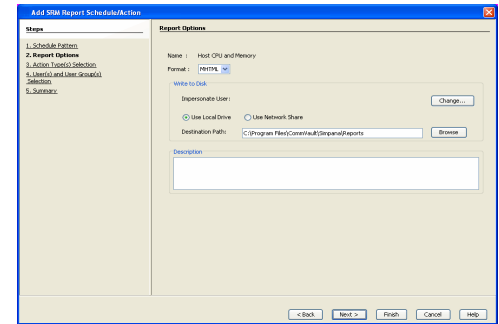 Add SRM Report Schedule/Action
Steps
1. Schedule Pattern
2. Report Options
3. Action Type(s) Selection
4. User(s) and User Group(s)
Selection
5. Summary
Report Options
Name : Host CPU and Memory
Format : MHTML
Write to Disk
Impersonate User:
Change...
Use Local Drive Use Network Share
Destination Path: C:\Program Files\CommVault\Simpana\Reports Browse
Description
< Back Next > Finish Cancel Help